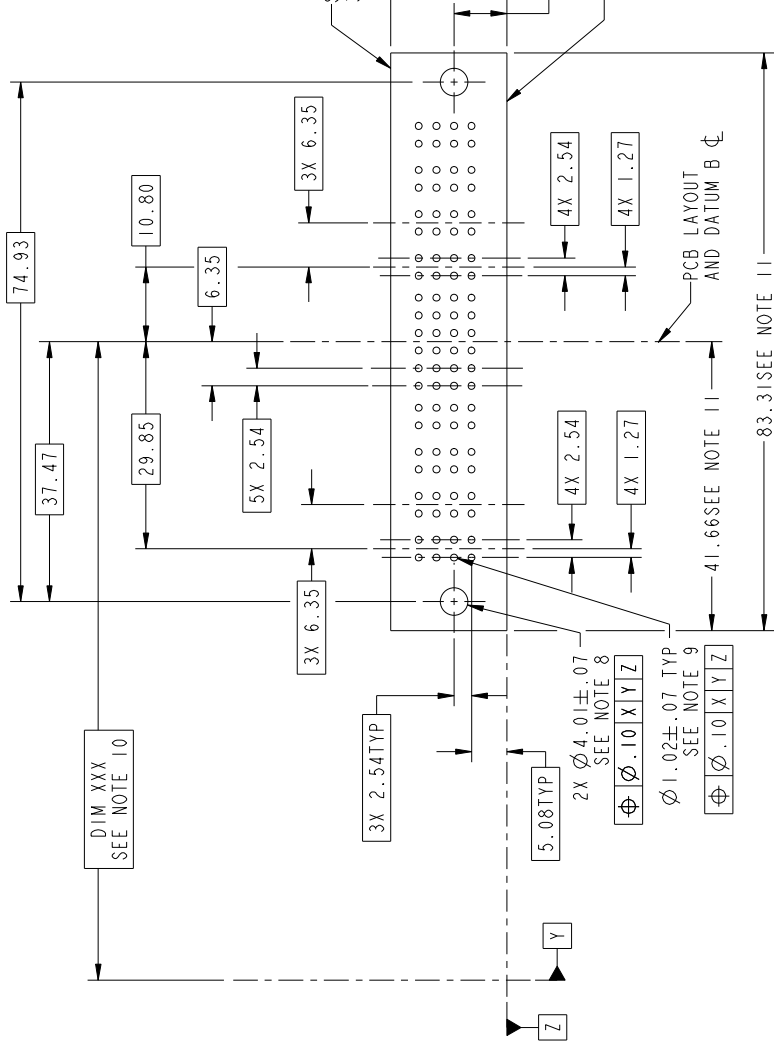 74.93
10.80
3X 6.35
6.35
37.47
29.85
5X 2.54
4X 2.54
4X 1.27
PCB LAYOUT
AND DATUM B ℄
3X 6.35
4X 2.54
4X 1.27
41.66SEE NOTE 11
83.31SEE NOTE 11
DIM XXX
SEE NOTE 10
3X 2.54TYP
5.08TYP
2X Ø4.01±.07
SEE NOTE 8
⌖ Ø.10 X Y Z
Ø1.02±.07 TYP
SEE NOTE 9
⌖ Ø.10 X Y Z
Y
Z